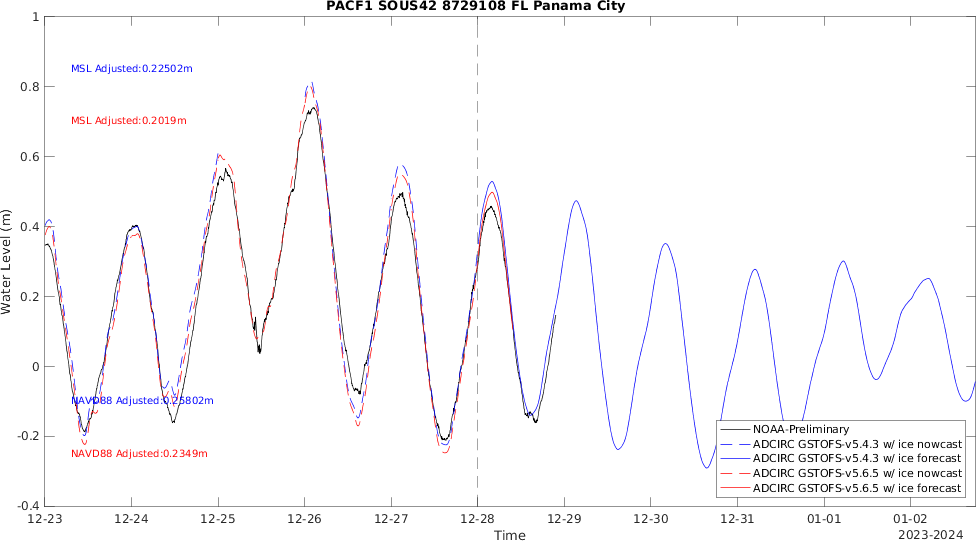 PACF1 SOUS42 8729108 FL Panama City
1
0.8
0.6
0.4
0.2
0
-0.2
-0.4
Water Level (m)
MSL Adjusted:0.22502m
MSL Adjusted:0.2019m
NAVD88 Adjusted:0.25802m
NAVD88 Adjusted:0.2349m
NOAA-Preliminary
ADCIRC GSTOFS-v5.4.3 w/ ice nowcast
ADCIRC GSTOFS-v5.4.3 w/ ice forecast
ADCIRC GSTOFS-v5.6.5 w/ ice nowcast
ADCIRC GSTOFS-v5.6.5 w/ ice forecast
12-23 12-24 12-25 12-26 12-27 12-28 12-29 12-30 12-31 01-01 01-02
Time
2023-2024